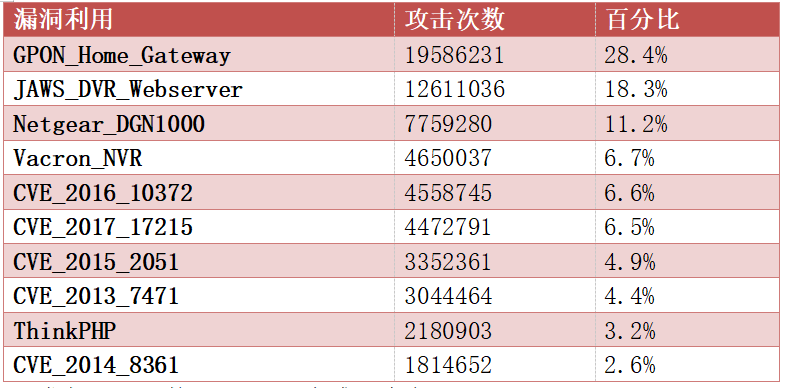 漏洞利用 攻击次数 百分比
GPON_Home_Gateway 19586231 28.4%
JAWS_DVR_Webserver 12611036 18.3%
Netgear_DGN1000 7759280 11.2%
Vacron_NVR 4650037 6.7%
CVE_2016_10372 4558745 6.6%
CVE_2017_17215 4472791 6.5%
CVE_2015_2051 3352361 4.9%
CVE_2013_7471 3044464 4.4%
ThinkPHP 2180903 3.2%
CVE_2014_8361 1814652 2.6%